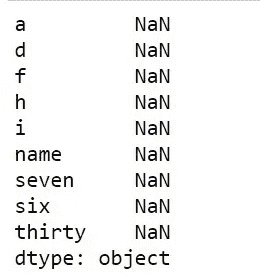 a         NaN
d         NaN
f         NaN
h         NaN
i         NaN
name      NaN
seven     NaN
six       NaN
thirty    NaN
dtype: object